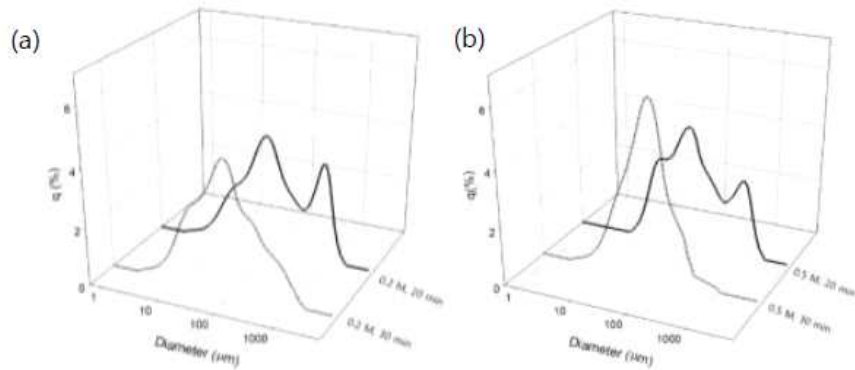 (a)
6
4
2
0
q (%)
1
10
100
1000
Diameter (μm)
0.2 M, 20 min
0.2 M, 30 min
(b)
6
4
2
0
q(%)
1
10
100
1000
Diameter (μm)
0.5 M, 20 min
0.5 M, 30 min